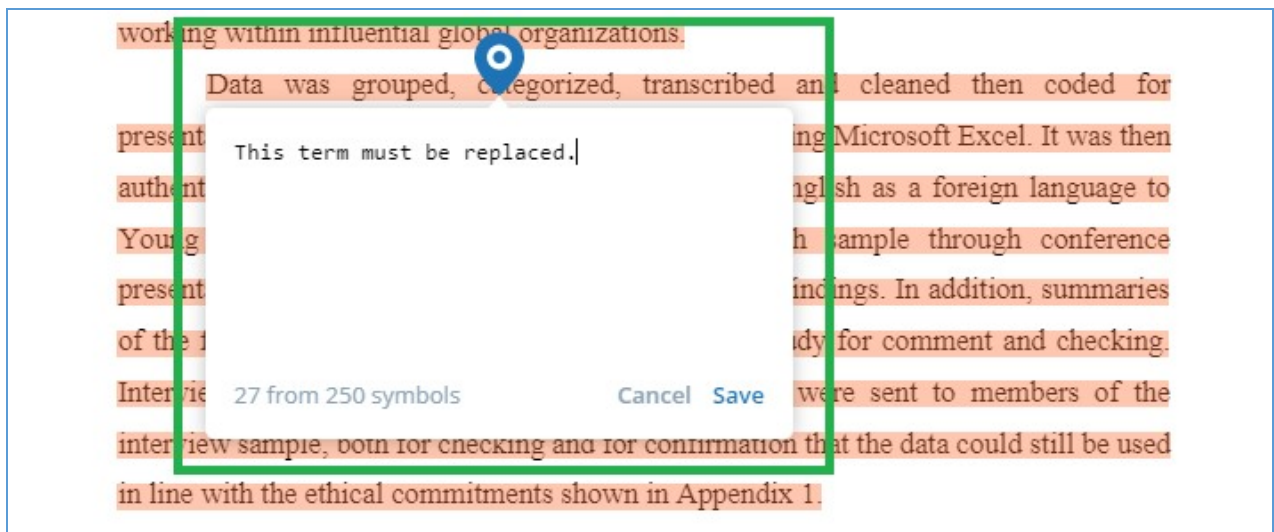 working within influential global organizations.
Data was grouped, categorized, transcribed and cleaned then coded for
present ing Microsoft Excel. It was then
This term must be replaced.
authent nglish as a foreign language to
Young h sample through conference
present indings. In addition, summaries
of the f udy for comment and checking.
Intervie were sent to members of the
27 from 250 symbols Cancel Save
interview sample, both for checking and for confirmation that the data could still be used
in line with the ethical commitments shown in Appendix 1.